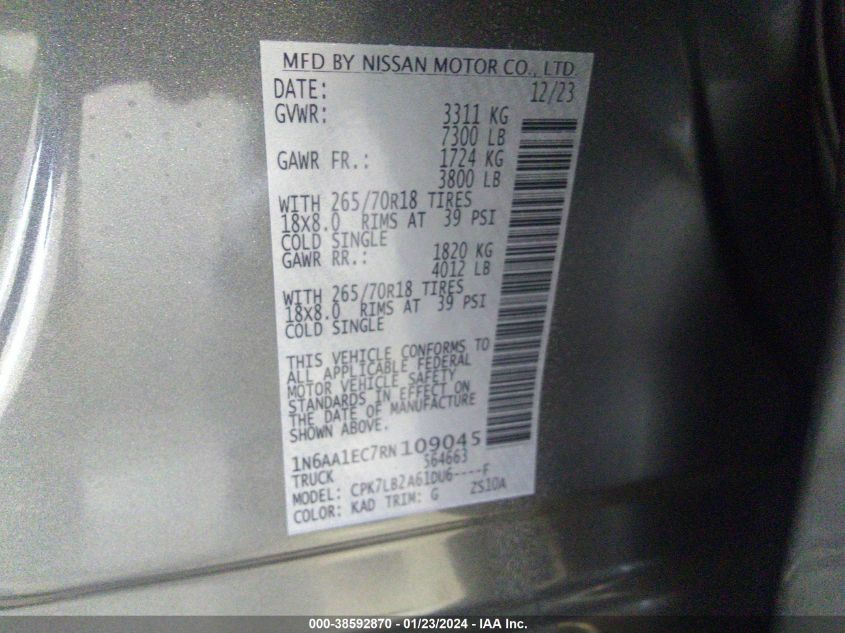 MFD BY NISSAN MOTOR CO., LTD.
DATE: 12/23
GVWR: 3311 KG
7300 LB
GAWR FR.: 1724 KG
3800 LB
WITH 265/70R18 TIRES
18X8.0 RIMS AT 39 PSI
COLD SINGLE
GAWR RR.: 1820 KG
4012 LB
WITH 265/70R18 TIRES
18X8.0 RIMS AT 39 PSI
COLD SINGLE
THIS VEHICLE CONFORMS TO
ALL APPLICABLE FEDERAL
MOTOR VEHICLE SAFETY
STANDARDS IN EFFECT ON
THE DATE OF MANUFACTURE
SHOWN ABOVE.
1N6AA1EC7RN109045
TRUCK S64663
MODEL: CPK7LB2A61DU6----F
COLOR: KAD TRIM: G ZS10A
000-38592870 - 01/23/2024 - IAA Inc.